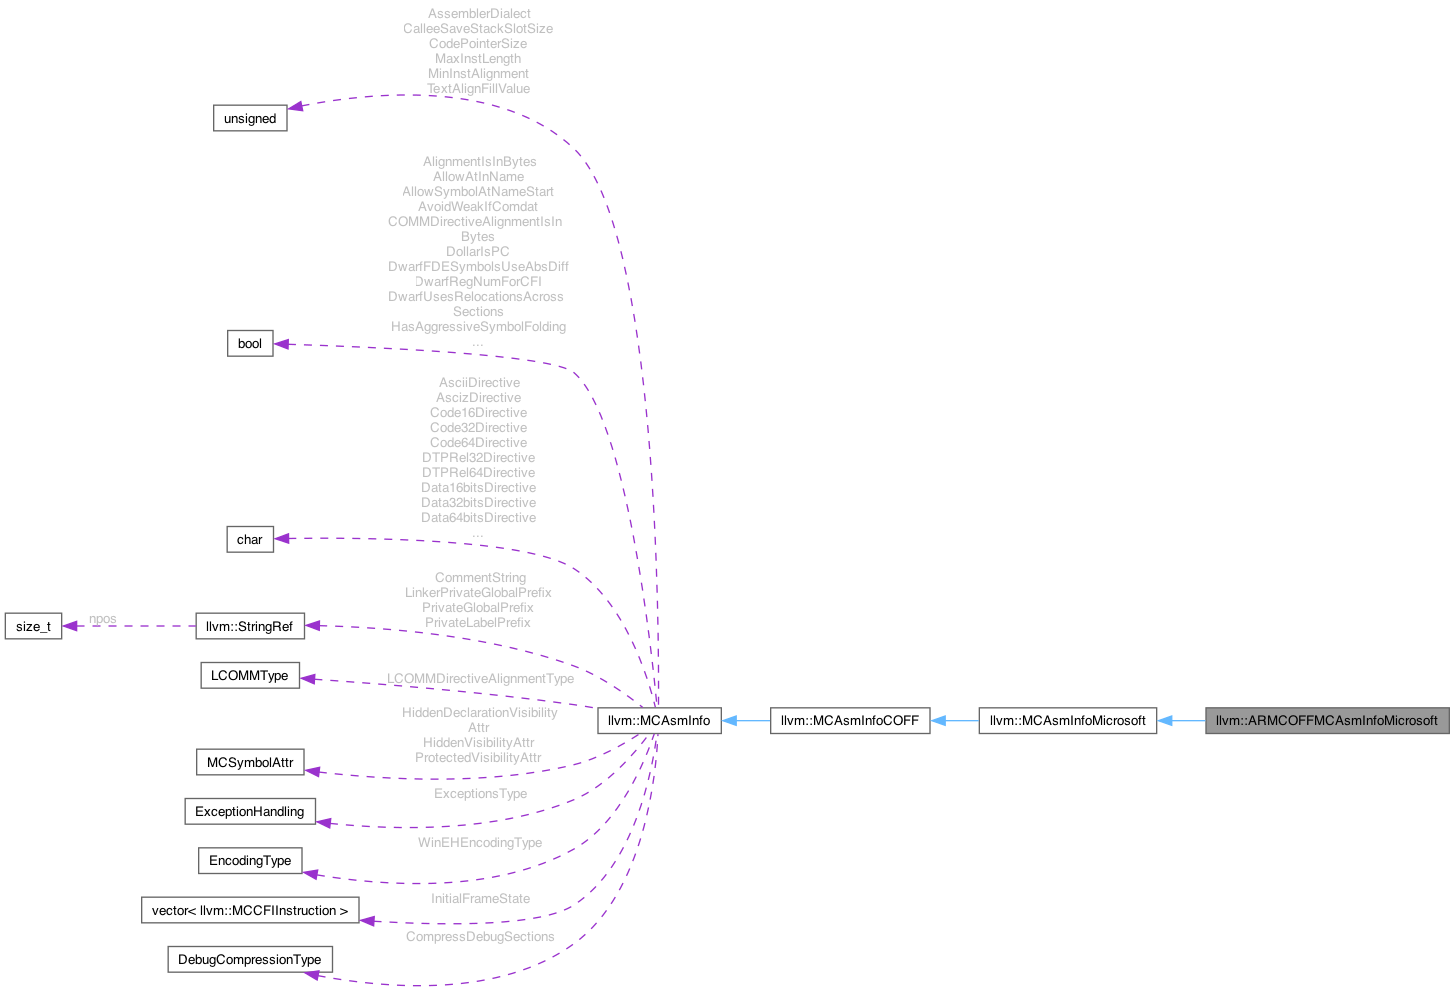 AssemblerDialect
CalleeSaveStackSlotSize
CodePointerSize
MaxInstLength
MinInstAlignment
TextAlignFillValue
unsigned
AlignmentIsInBytes
AllowAtInName
AllowSymbolAtNameStart
AvoidWeakIfComdat
COMMDirectiveAlignmentIsIn
Bytes
DollarIsPC
DwarfFDESymbolsUseAbsDiff
DwarfRegNumForCFI
DwarfUsesRelocationsAcross
Sections
HasAggressiveSymbolFolding
...
bool
AsciiDirective
AscizDirective
Code16Directive
Code32Directive
Code64Directive
DTPRel32Directive
DTPRel64Directive
Data16bitsDirective
Data32bitsDirective
Data64bitsDirective
...
char
CommentString
LinkerPrivateGlobalPrefix
PrivateGlobalPrefix
PrivateLabelPrefix
size_t
npos
llvm::StringRef
LCOMMType
LCOMMDirectiveAlignmentType
HiddenDeclarationVisibility
Attr
HiddenVisibilityAttr
ProtectedVisibilityAttr
llvm::MCAsmInfo
llvm::MCAsmInfoCOFF
llvm::MCAsmInfoMicrosoft
llvm::ARMCOFFMCAsmInfoMicrosoft
MCSymbolAttr
ExceptionsType
ExceptionHandling
WinEHEncodingType
EncodingType
InitialFrameState
vector< llvm::MCCFIInstruction >
CompressDebugSections
DebugCompressionType